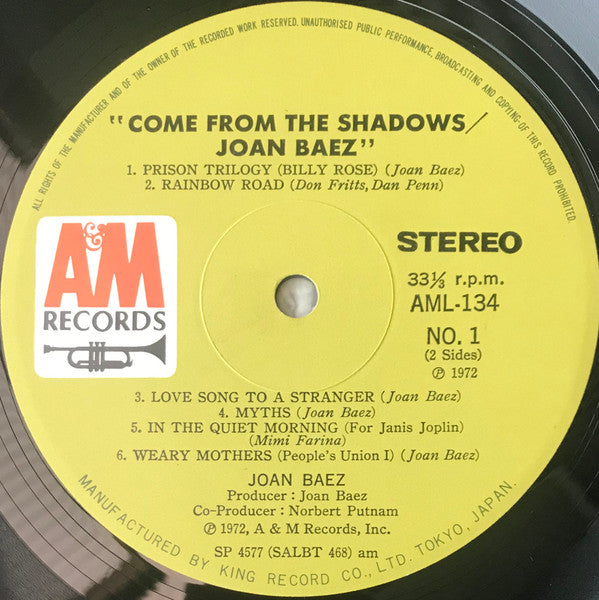 ALL RIGHTS OF THE MANUFACTURER AND OF THE OWNER OF THE RECORDED WORK RESERVED. UNAUTHORISED PUBLIC PERFORMANCE, BROADCASTING AND COPYING OF THIS RECORD PROHIBITED.
"COME FROM THE SHADOWS/
JOAN BAEZ"
1. PRISON TRILOGY (BILLY ROSE) (Joan Baez)
2. RAINBOW ROAD (Don Fritts, Dan Penn)
A&M
RECORDS
STEREO
33⅓ r.p.m.
AML-134
NO. 1
(2 Sides)
℗ 1972
3. LOVE SONG TO A STRANGER (Joan Baez)
4. MYTHS (Joan Baez)
5. IN THE QUIET MORNING (For Janis Joplin)
(Mimi Farina)
6. WEARY MOTHERS (People's Union I) (Joan Baez)
JOAN BAEZ
Producer : Joan Baez
Co-Producer : Norbert Putnam
℗ 1972, A & M Records, Inc.
SP 4577 (SALBT 468) am
MANUFACTURED BY KING RECORD CO., LTD. TOKYO, JAPAN.